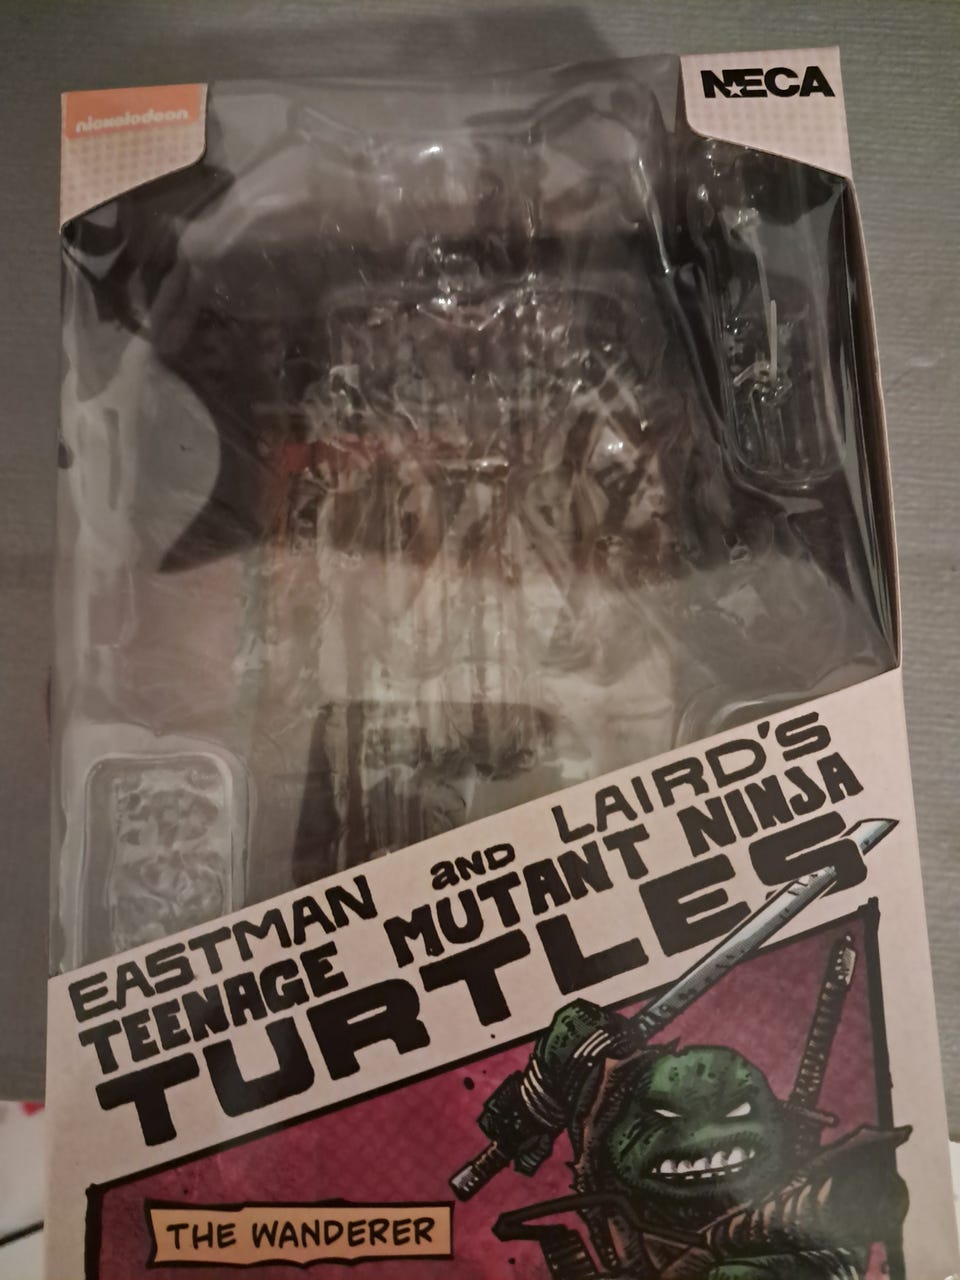 nickelodeon
NECA
EASTMAN AND LAIRD'S
TEENAGE MUTANT NINJA
TURTLES
THE WANDERER